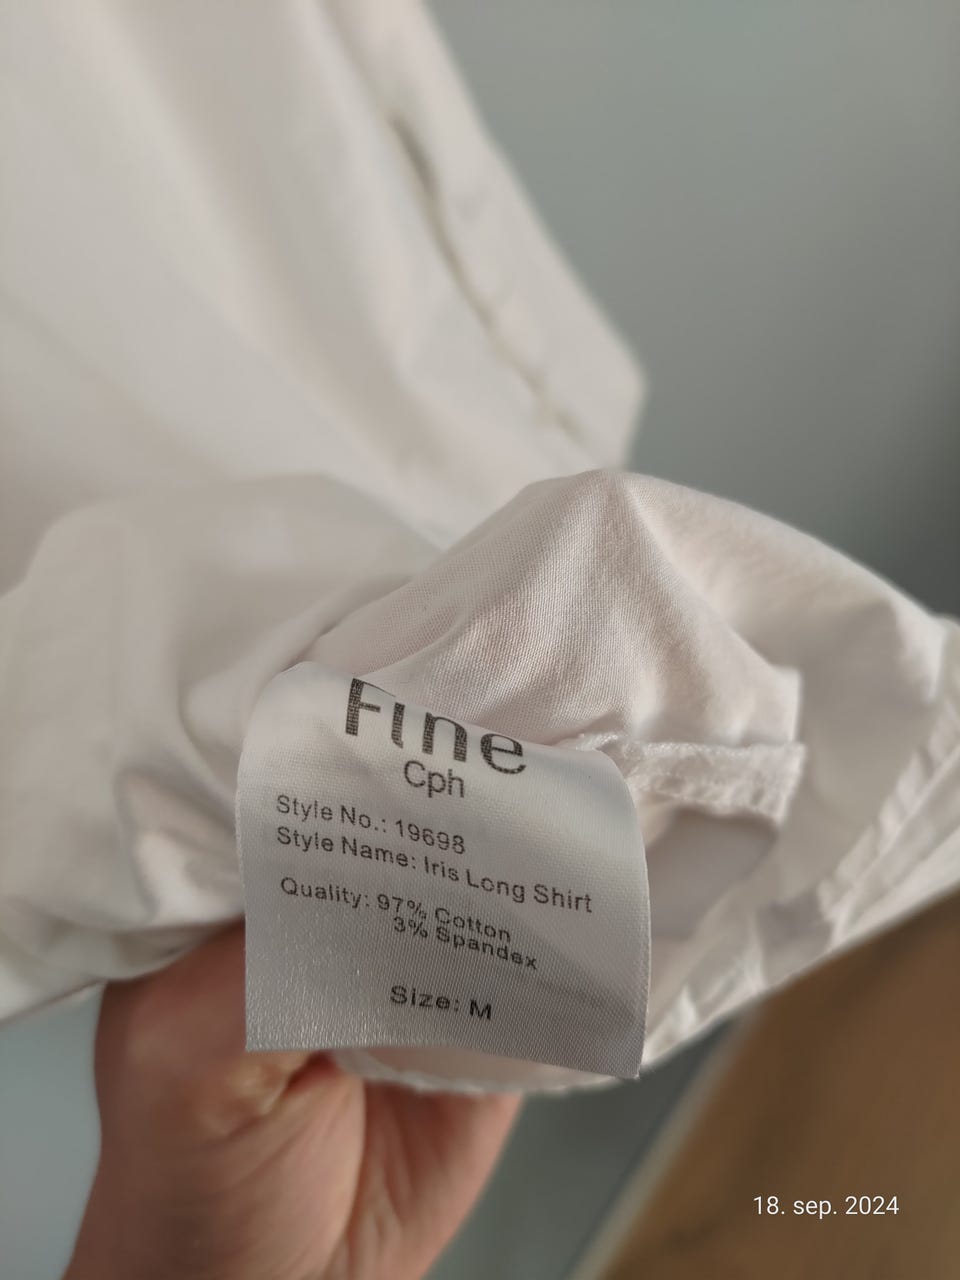 Fine
Cph
Style No.: 19698
Style Name: Iris Long Shirt
Quality: 97% Cotton
3% Spandex
Size: M
18. sep. 2024